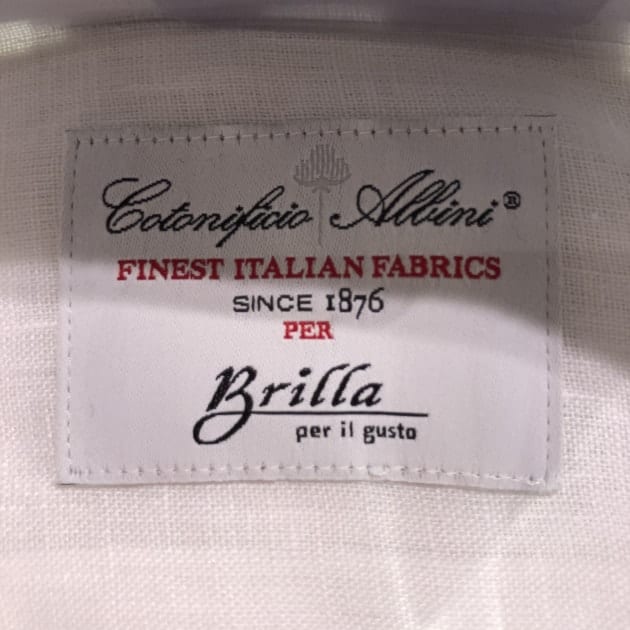 Cotonificio Albini®
FINEST ITALIAN FABRICS
SINCE 1876
PER
Brilla
per il gusto